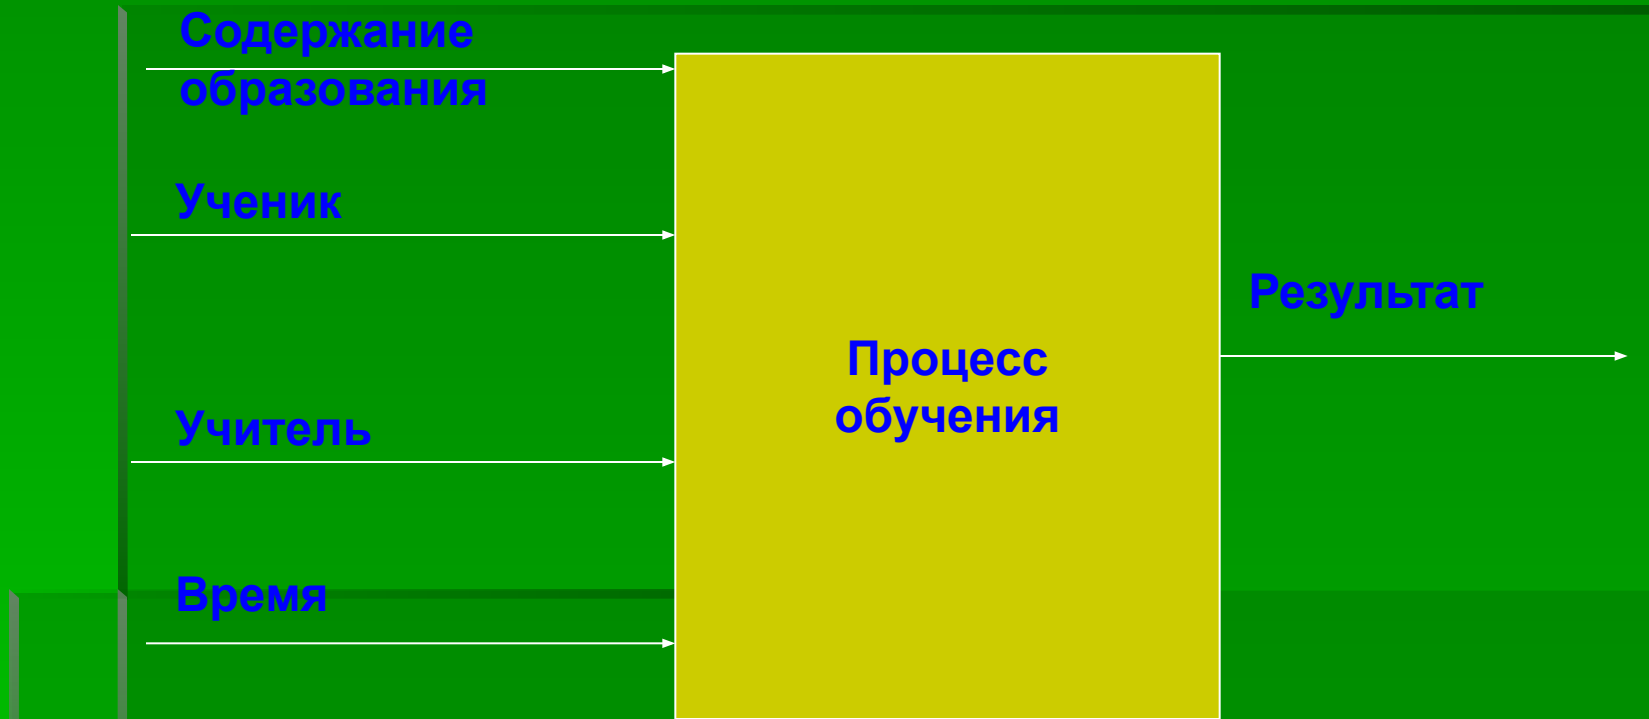 Содержание
образования
Ученик
Учитель
Время
Процесс
обучения
Результат